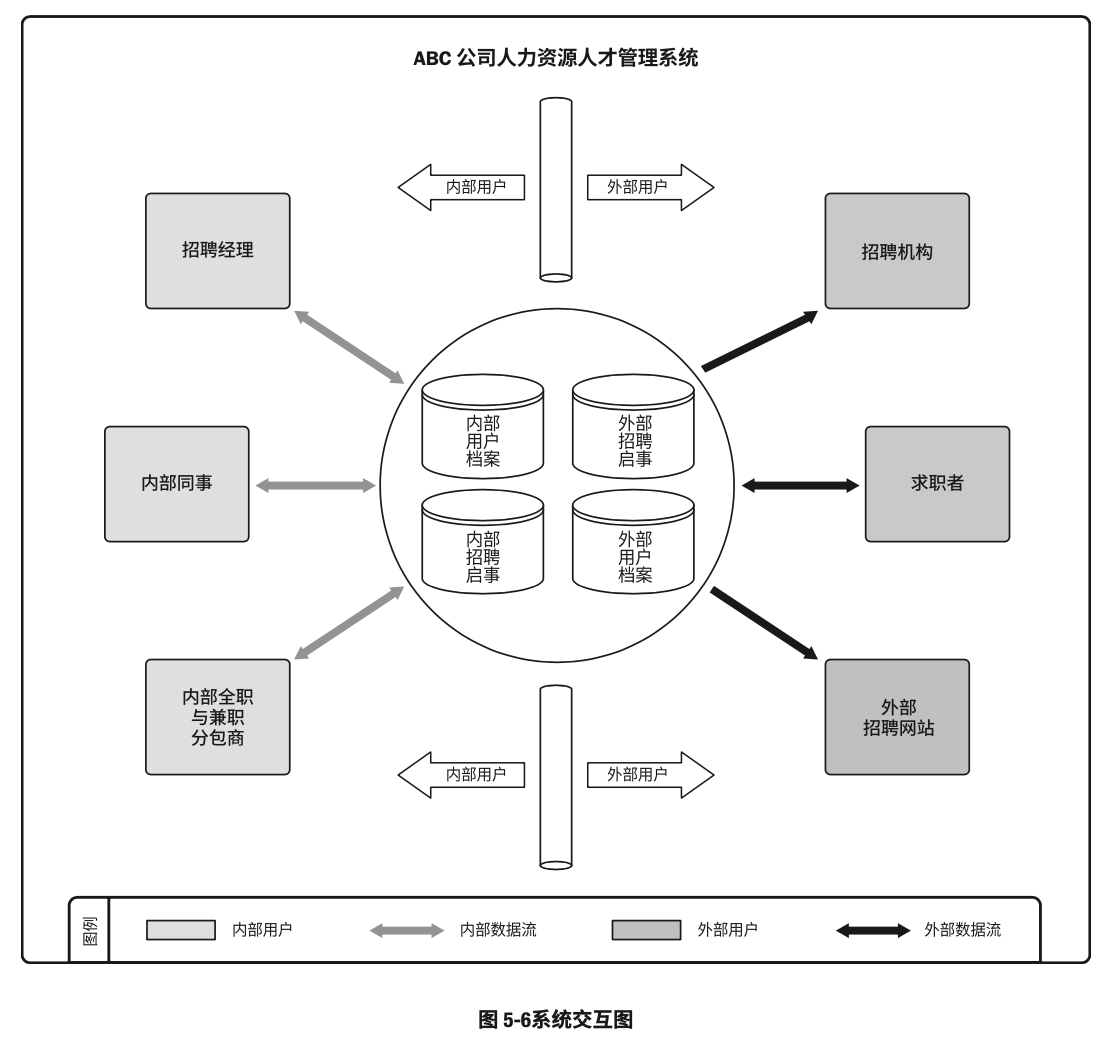 ABC 公司人力资源人才管理系统
内部用户
外部用户
招聘经理
招聘机构
内部
用户
档案
外部
招聘
启事
内部同事
求职者
内部
招聘
启事
外部
用户
档案
内部全职
与兼职
分包商
外部
招聘网站
内部用户
外部用户
图例
内部用户
内部数据流
外部用户
外部数据流
图 5-6系统交互图